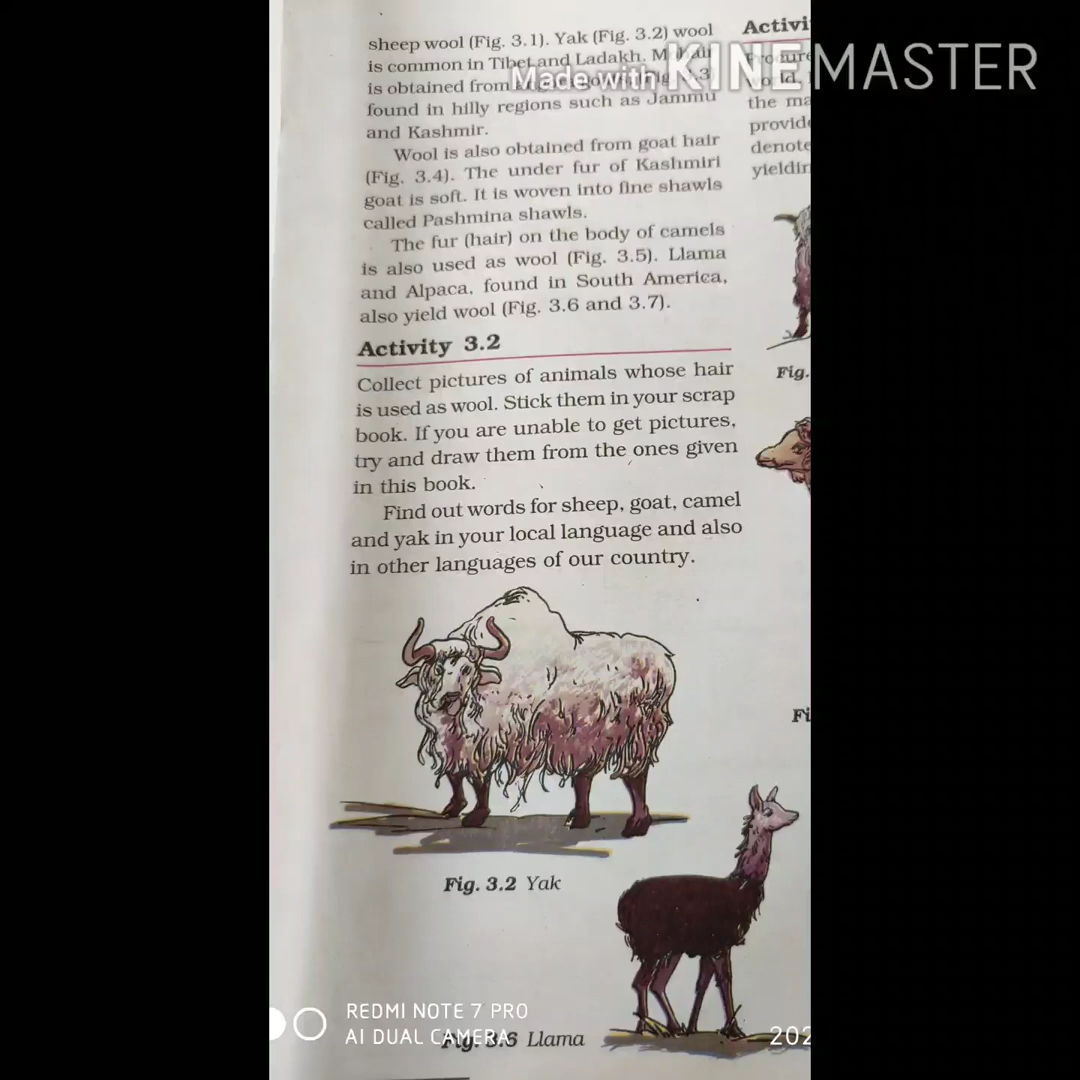 sheep wool (Fig. 3.1). Yak (Fig. 3.2) wool
is common in Tibet and Ladakh.
is obtained from
found in hilly regions such as Jammu
and Kashmir.
Wool is also obtained from goat hair
(Fig. 3.4). The under fur of Kashmiri
goat is soft. It is woven into fine shawls
called Pashmina shawls.
The fur (hair) on the body of camels
is also used as wool (Fig. 3.5). Llama
and Alpaca, found in South America,
also yield wool (Fig. 3.6 and 3.7).
Activity 3.2
Collect pictures of animals whose hair
is used as wool. Stick them in your scrap
book. If you are unable to get pictures,
try and draw them from the ones given
in this book.
Find out words for sheep, goat, camel
and yak in your local language and also
in other languages of our country.
Fig. 3.2 Yak
Fig. 3.6 Llama
the
Fig.
Made with KINEMASTER
REDMI NOTE 7 PRO
AI DUAL CAMERA